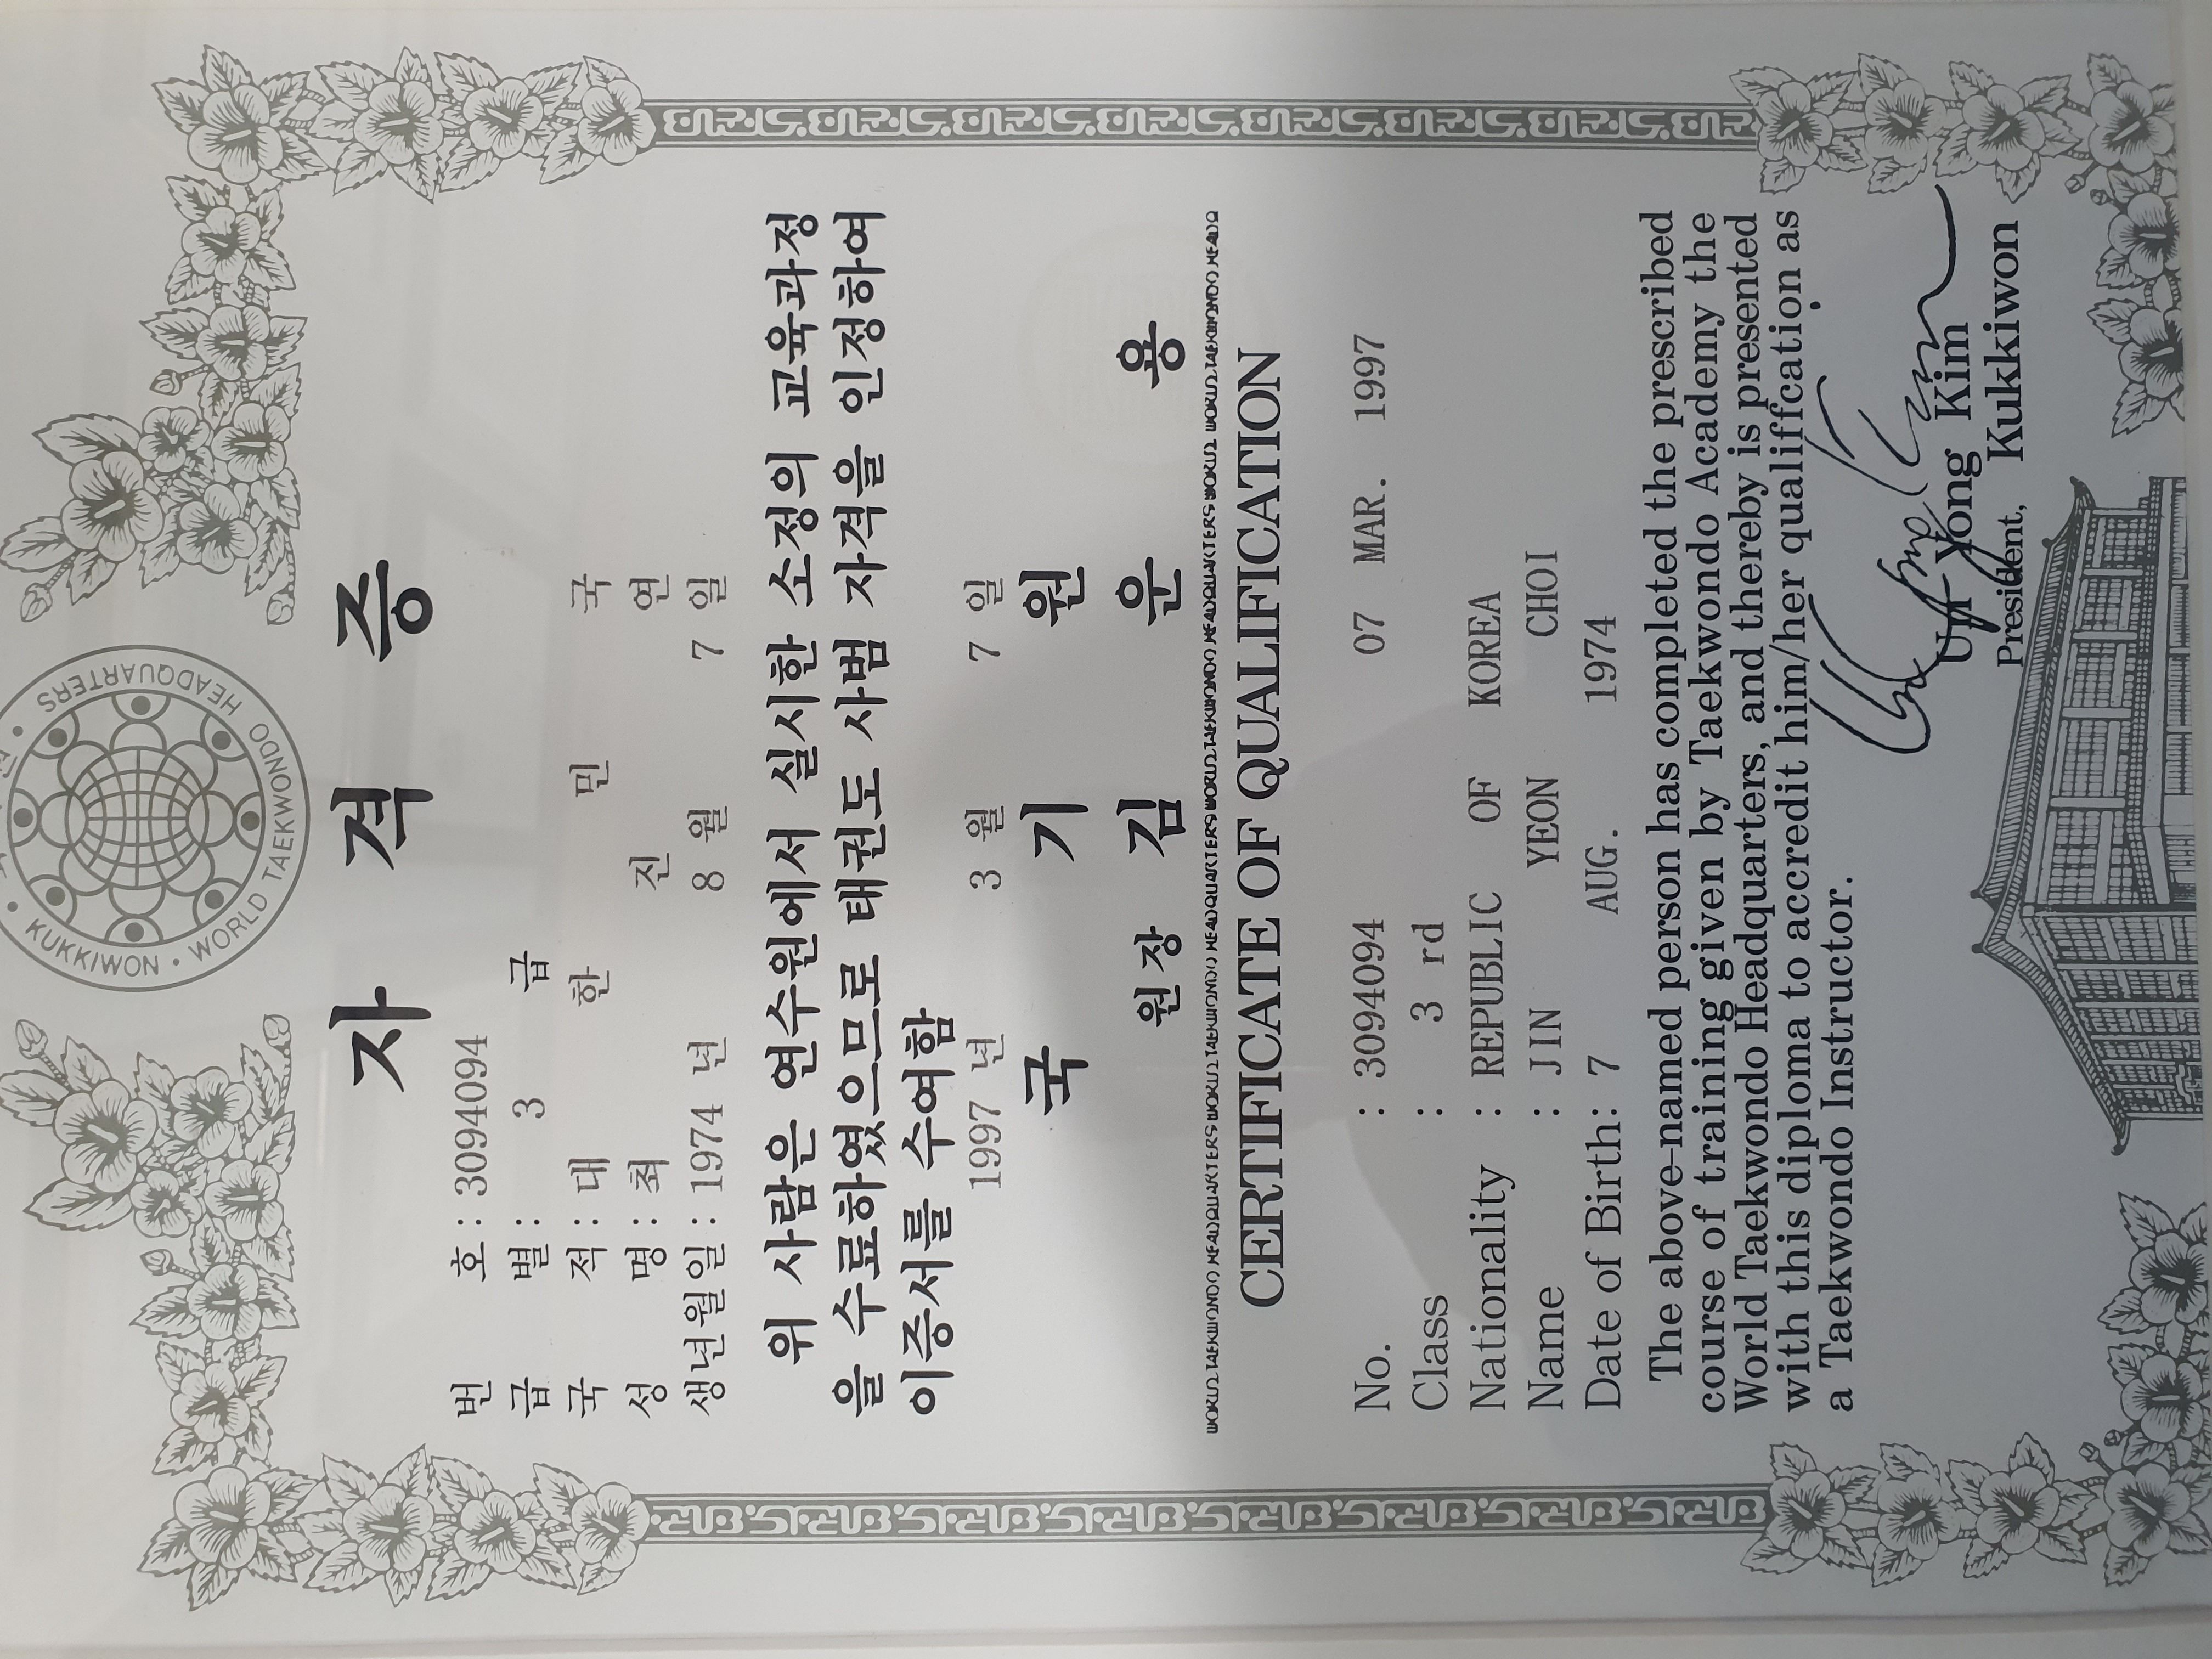 KUKKIWON · WORLD TAEKWONDO HEADQUARTERS
자 격 증
번 호 : 3094094
급 별 : 3 급
국 적 : 대 한 민 국
성 명 : 최 진 연
생년월일 : 1974 년 8 월 7 일
위 사람은 연수원에서 실시한 소정의 교육과정
을 수료하였으므로 태권도 사범 자격을 인정하여
이증서를 수여함
1997 년 3 월 7 일
국 기 원
원장 김 운 용
CERTIFICATE OF QUALIFICATION
No. : 3094094 07 MAR. 1997
Class : 3 rd
Nationality : REPUBLIC OF KOREA
Name : JIN YEON CHOI
Date of Birth: 7 AUG. 1974
The above-named person has completed the prescribed
course of training given by Taekwondo Academy the
World Taekwondo Headquarters, and thereby is presented
with this diploma to accredit him/her qualiffcation as
a Taekwondo Instructor.
Un Yong Kim
President, Kukkiwon